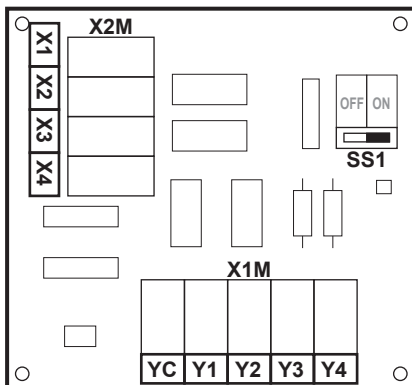 X2M
X1
X2
X3
X4
OFF ON
SS1
X1M
YC Y1 Y2 Y3 Y4